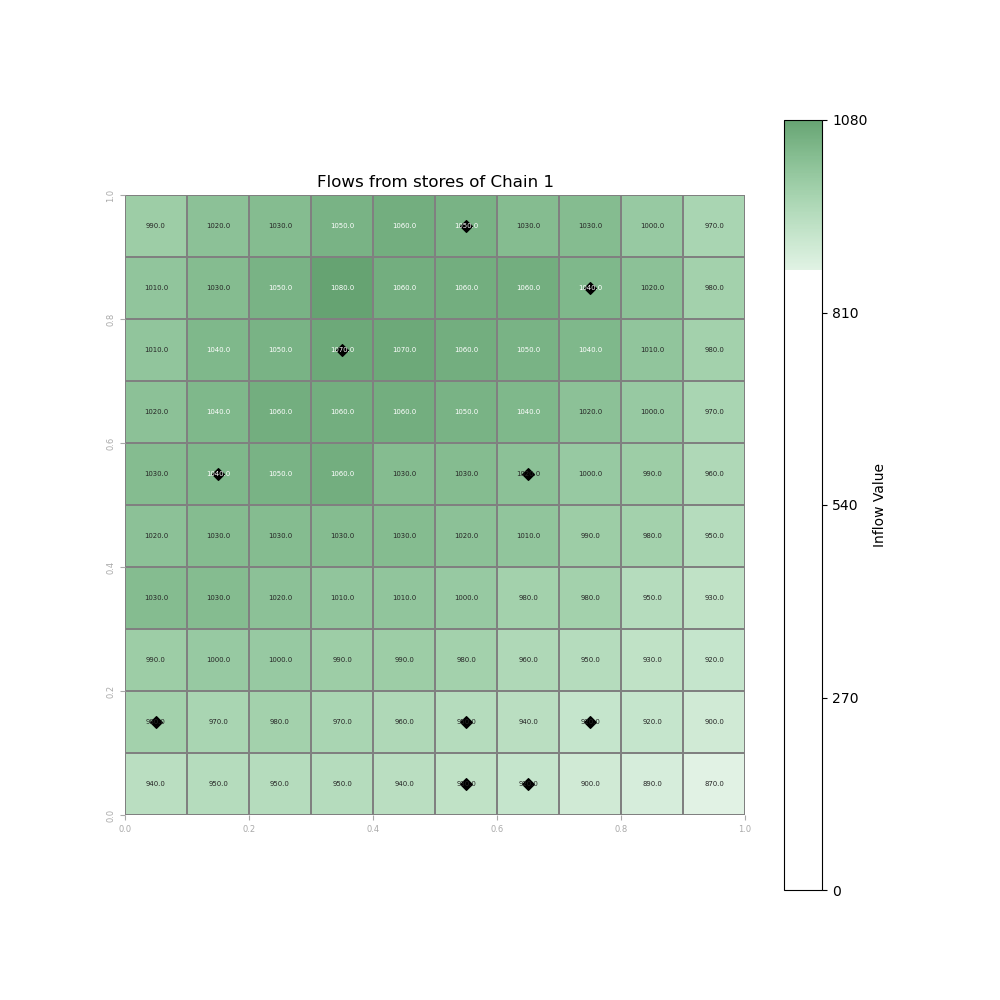 Flows from stores of Chain 1
990.0 1020.0 1030.0 1050.0 1060.0 1050.0 1030.0 1030.0 1000.0 970.0
1010.0 1030.0 1050.0 1080.0 1060.0 1060.0 1060.0 1040.0 1020.0 980.0
1010.0 1040.0 1050.0 1070.0 1070.0 1060.0 1050.0 1040.0 1010.0 980.0
1020.0 1040.0 1060.0 1060.0 1060.0 1050.0 1040.0 1020.0 1000.0 970.0
1030.0 1040.0 1050.0 1060.0 1030.0 1030.0 1000.0 990.0 960.0
1020.0 1030.0 1030.0 1030.0 1030.0 1020.0 1010.0 990.0 980.0 950.0
1030.0 1030.0 1020.0 1010.0 1010.0 1000.0 980.0 980.0 950.0 930.0
990.0 1000.0 1000.0 990.0 990.0 980.0 960.0 950.0 930.0 920.0
970.0 980.0 970.0 960.0 940.0 920.0 900.0
940.0 950.0 950.0 950.0 940.0 900.0 890.0 870.0
1.0
0.8
0.6
0.4
0.2
0.0
0.0 0.2 0.4 0.6 0.8 1.0
1080
810
540
270
0
Inflow Value